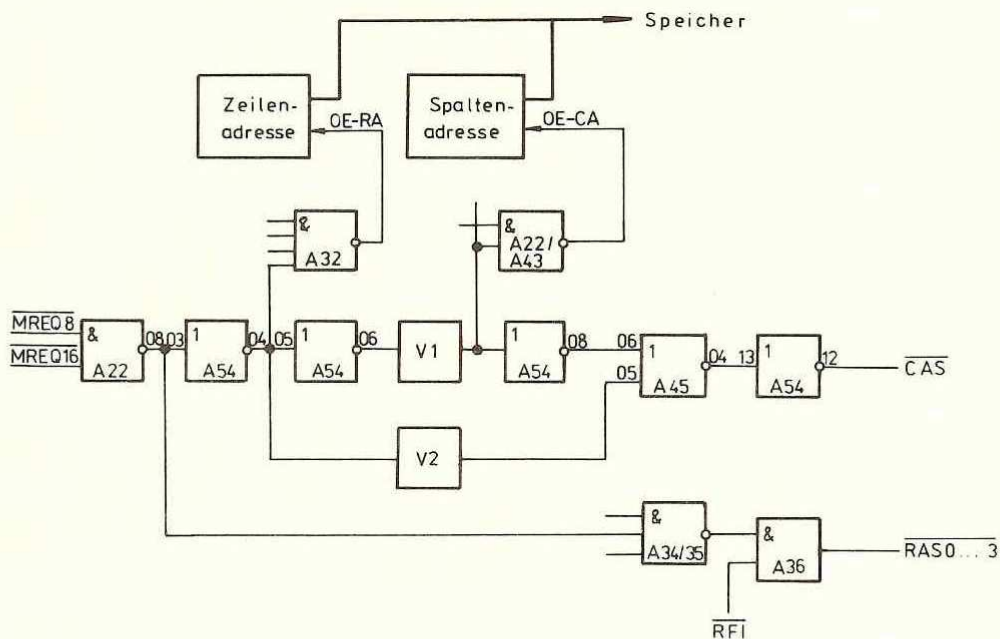 Speicher
Zeilen-
adresse
OE-RA
Spalten-
adresse
OE-CA
&
A32
&
A22/
A43
MREQ8
MREQ16
&
A22
08 03
1
A54
04 05
1
A54
06
V1
1
A54
08
06
05
1
A45
04 13
1
A54
12
CAS
V2
&
A34/35
&
A36
RAS0...3
RFI